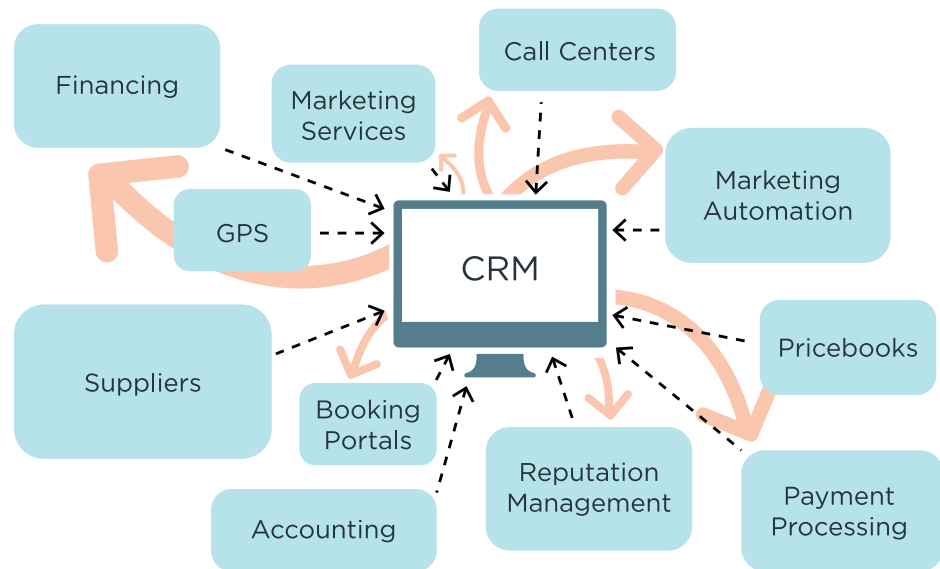 Call Centers
Financing
Marketing
Services
Marketing
Automation
GPS
CRM
Pricebooks
Suppliers
Booking
Portals
Reputation
Management
Payment
Processing
Accounting